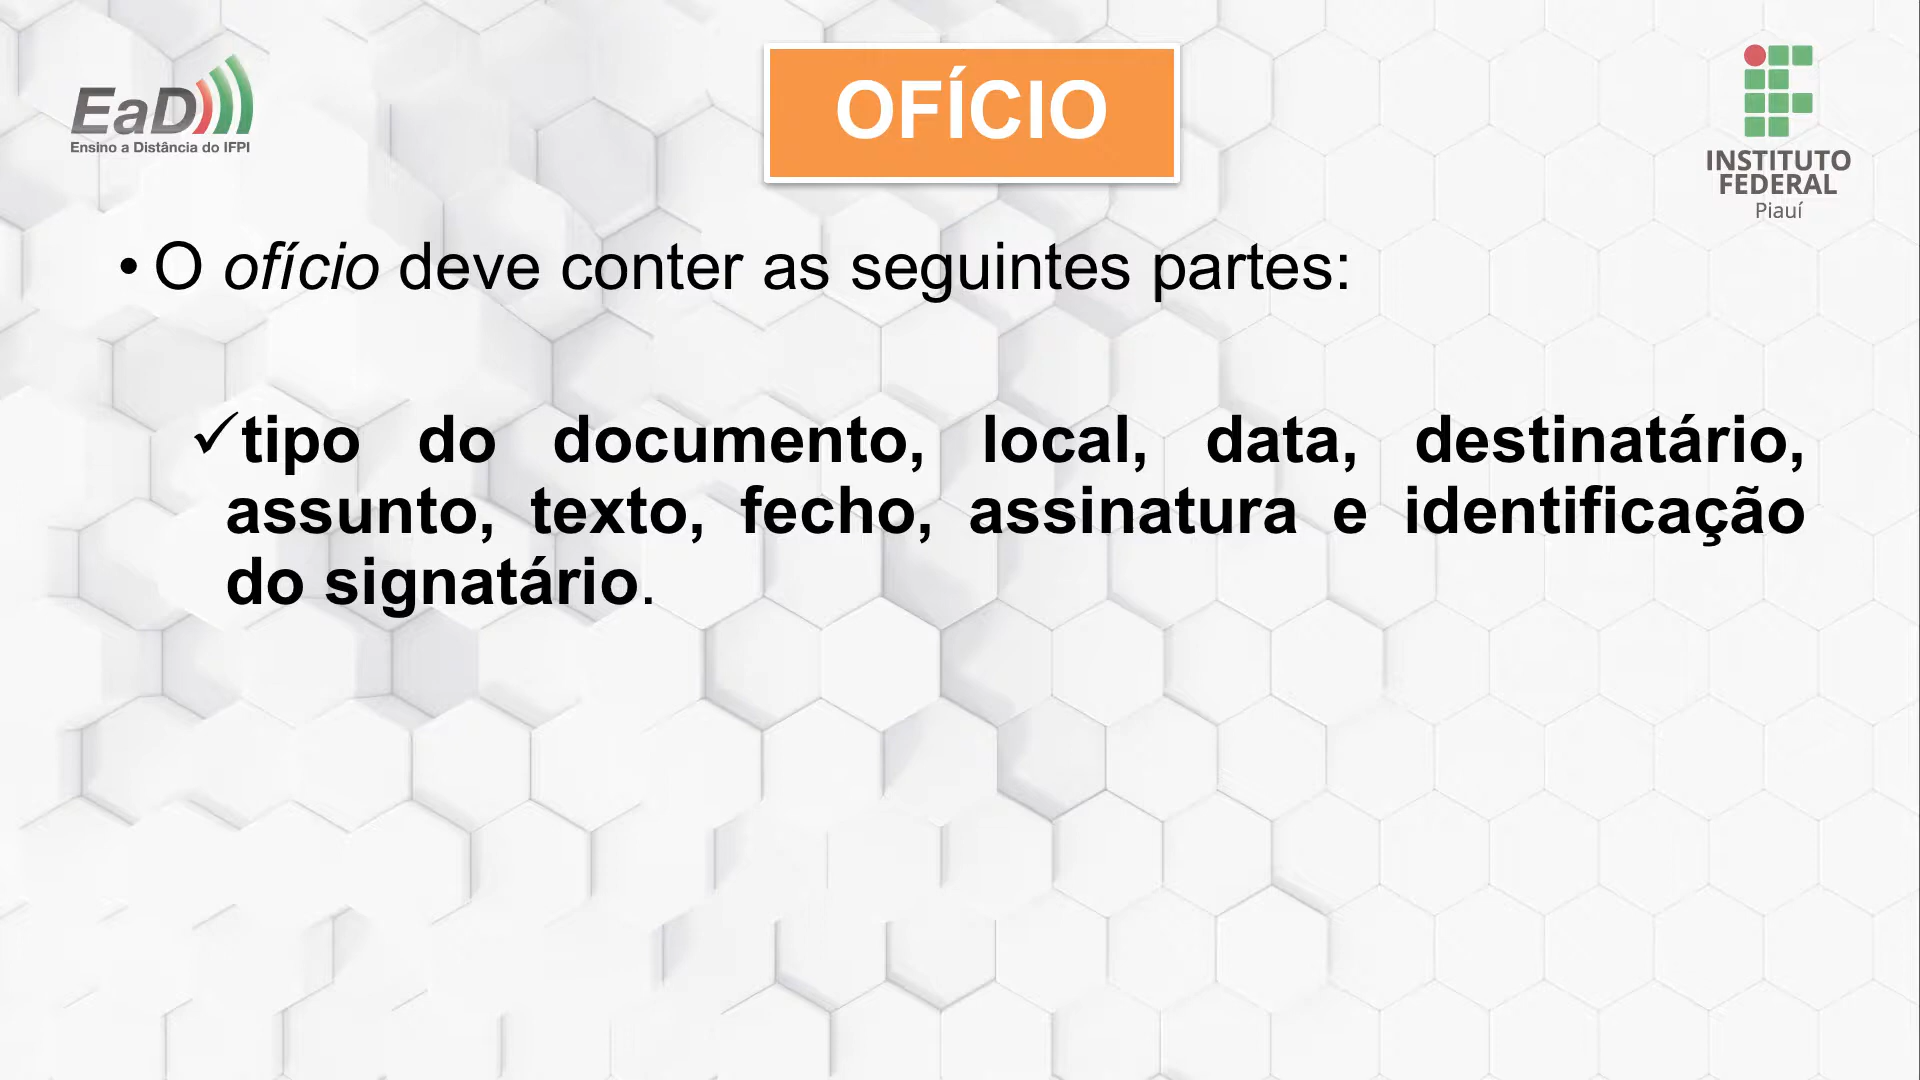 EaD
Ensino a Distância do IFPI
OFÍCIO
INSTITUTO
FEDERAL
Piauí
• O ofício deve conter as seguintes partes:
✓tipo do documento, local, data, destinatário,
assunto, texto, fecho, assinatura e identificação
do signatário.